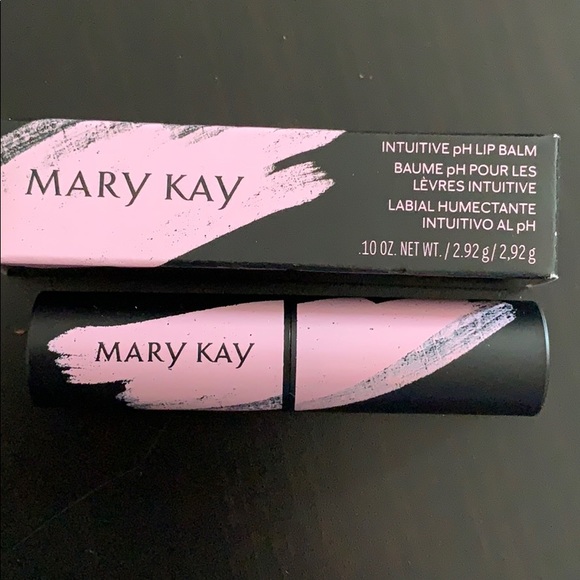 MARY KAY
INTUITIVE pH LIP BALM
BAUME pH POUR LES
LÈVRES INTUITIVE
LABIAL HUMECTANTE
INTUITIVO AL pH
.10 OZ. NET WT. / 2.92 g / 2,92 g
MARY KAY